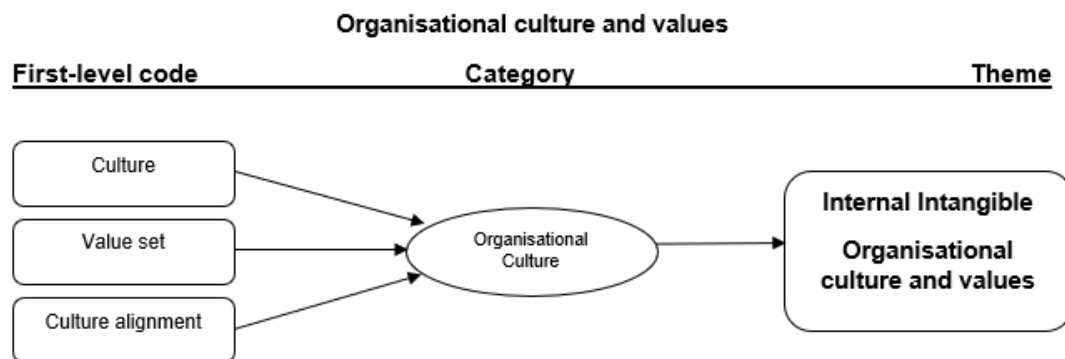 Organisational culture and values
First-level code Category Theme
Culture
Value set
Culture alignment
Organisational
Culture
Internal Intangible
Organisational
culture and values